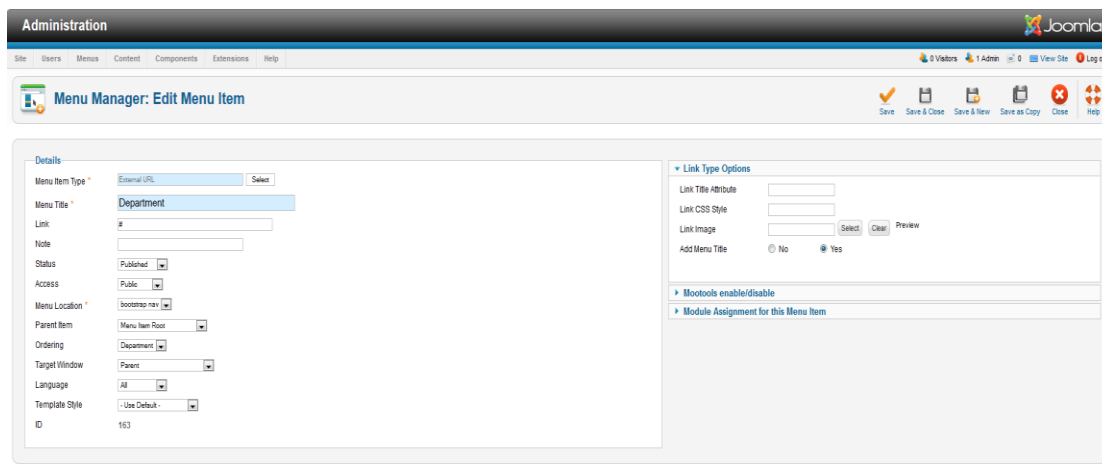 Administration
Joomla
Site Users Menus Content Components Extensions Help
0 Visitors 1 Admin 0 View Site Log o
Menu Manager: Edit Menu Item
Save Save & Close Save & New Save as Copy Close Help
Details
Menu Item Type * External URL Select
Menu Title * Department
Link #
Note
Status Published
Access Public
Menu Location * bootstrap nav
Parent Item Menu Item Root
Ordering Department
Target Window Parent
Language All
Template Style - Use Default -
ID 163
Link Type Options
Link Title Attribute
Link CSS Style
Link Image Select Clear Preview
Add Menu Title No Yes
Mootools enable/disable
Module Assignment for this Menu Item